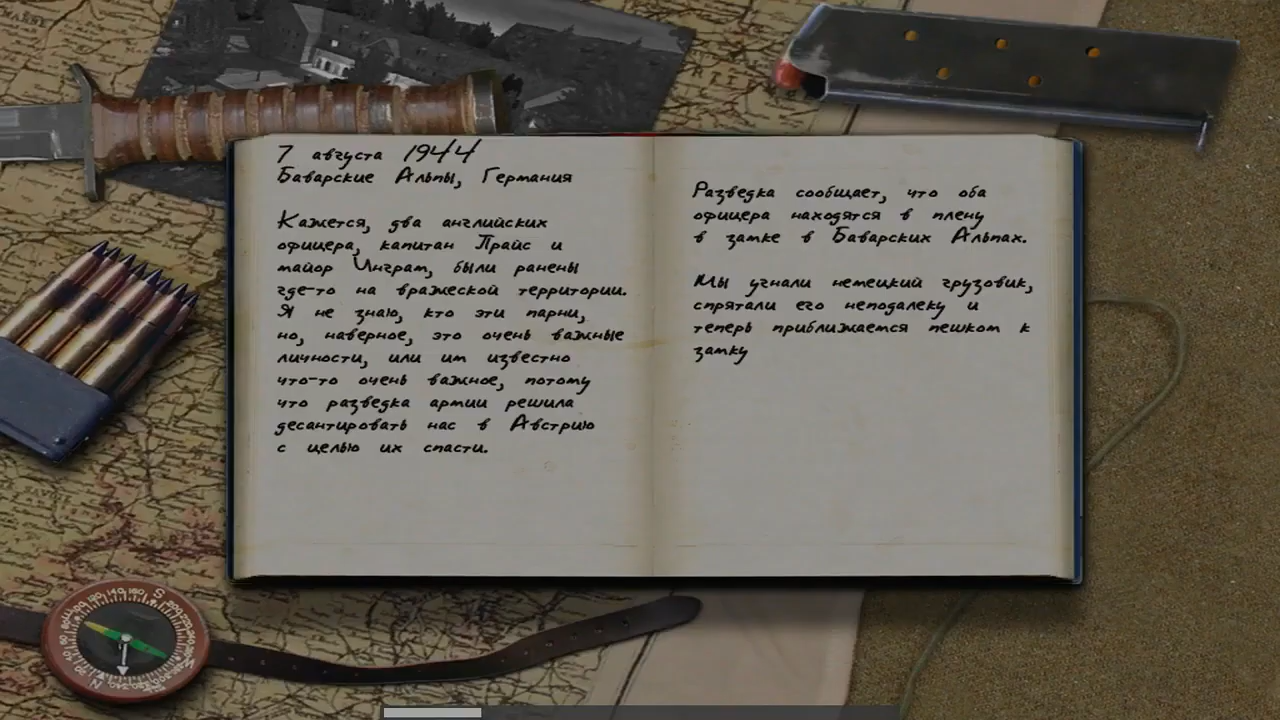 7 августа 1944
Баварские Альпы, Германия
Кажется, два английских
офицера, капитан Прайс и
майор Инграм, были ранены
где-то на вражеской территории.
Я не знаю, кто эти парни,
но, наверное, это очень важные
личности, или им известно
что-то очень важное, потому
что разведка армии решила
десантировать нас в Австрию
с целью их спасти.
Разведка сообщает, что оба
офицера находятся в плену
в замке в Баварских Альпах.
Мы угнали немецкий грузовик,
спрятали его неподалеку и
теперь приближаемся пешком к
замку